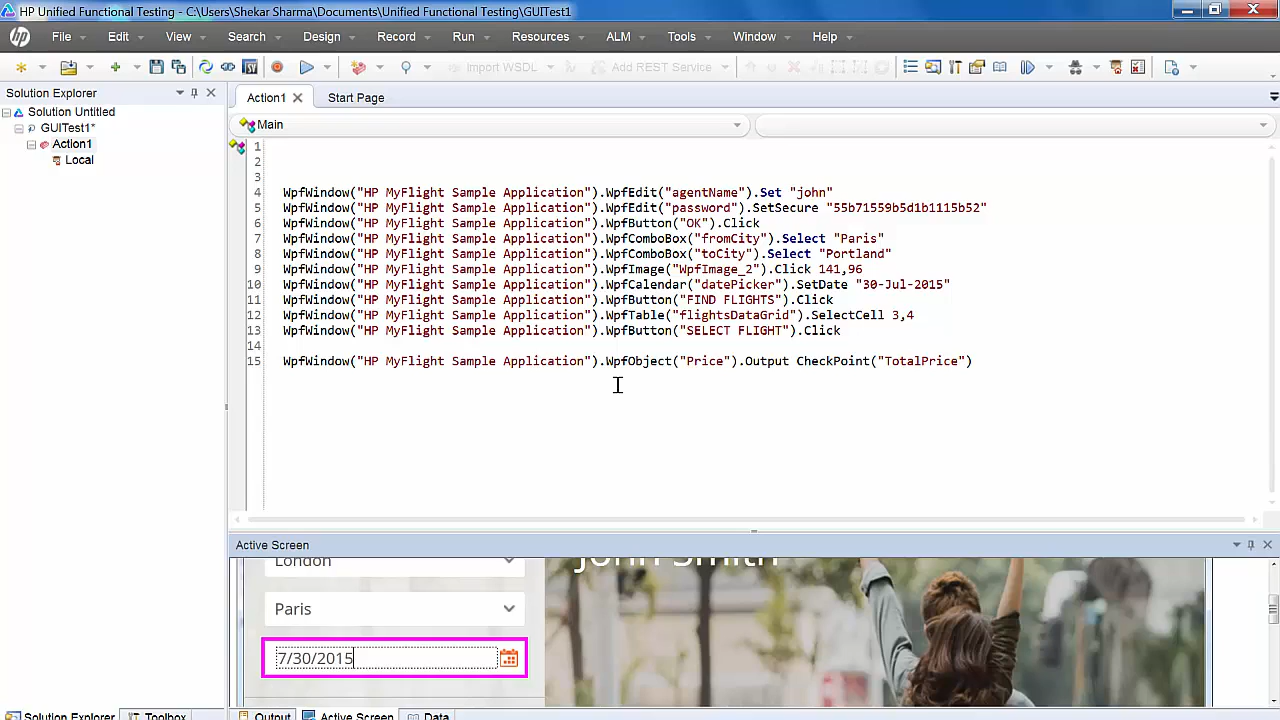 HP Unified Functional Testing - C:\Users\Shekar Sharma\Documents\Unified Functional Testing\GUITest1
File Edit View Search Design Record Run Resources ALM Tools Window Help
Import WSDL Add REST Service
Solution Explorer
Action1 Start Page
Solution Untitled
GUITest1*
Action1
Local
Main
1
2
3
4 WpfWindow("HP MyFlight Sample Application").WpfEdit("agentName").Set "john"
5 WpfWindow("HP MyFlight Sample Application").WpfEdit("password").SetSecure "55b71559b5d1b1115b52"
6 WpfWindow("HP MyFlight Sample Application").WpfButton("OK").Click
7 WpfWindow("HP MyFlight Sample Application").WpfComboBox("fromCity").Select "Paris"
8 WpfWindow("HP MyFlight Sample Application").WpfComboBox("toCity").Select "Portland"
9 WpfWindow("HP MyFlight Sample Application").WpfImage("WpfImage_2").Click 141,96
10 WpfWindow("HP MyFlight Sample Application").WpfCalendar("datePicker").SetDate "30-Jul-2015"
11 WpfWindow("HP MyFlight Sample Application").WpfButton("FIND FLIGHTS").Click
12 WpfWindow("HP MyFlight Sample Application").WpfTable("flightsDataGrid").SelectCell 3,4
13 WpfWindow("HP MyFlight Sample Application").WpfButton("SELECT FLIGHT").Click
14
15 WpfWindow("HP MyFlight Sample Application").WpfObject("Price").Output CheckPoint("TotalPrice")
Active Screen
London
John Smith
Paris
7/30/2015
Solution Explorer Toolbox Output Active Screen Data